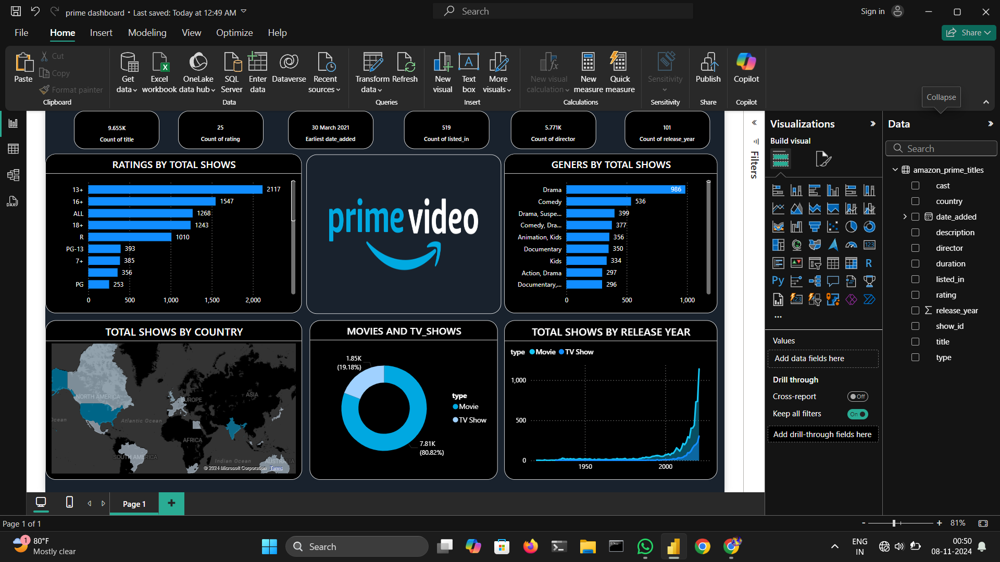 prime dashboard • Last saved: Today at 12:49 AM
Search
Sign in
File
Home
Insert
Modeling
View
Optimize
Help
Share
Paste
Cut
Copy
Format painter
Clipboard
Get data
Excel workbook
OneLake data hub
SQL Server
Enter data
Dataverse
Recent sources
Data
Transform data
Refresh
Queries
New visual
Text box
More visuals
Insert
New visual calculation
New measure
Quick measure
Calculations
Sensitivity
Sensitivity
Publish
Share
Copilot
Copilot
Collapse
9.655K
Count of title
25
Count of rating
30 March 2021
Earliest date_added
519
Count of listed_in
5.771K
Count of director
101
Count of release_year
RATINGS BY TOTAL SHOWS
13+ 2117
16+ 1547
ALL 1268
18+ 1243
R 1010
PG-13 393
7+ 385
356
PG 253
0 500 1,000 1,500 2,000
prime video
GENERS BY TOTAL SHOWS
Drama 986
Comedy 536
Drama, Suspe... 399
Comedy, Dra... 377
Animation, Kids 356
Documentary 350
Kids 334
Action, Drama 297
Documentary,... 296
0 500 1,000
TOTAL SHOWS BY COUNTRY
NORTH AMERICA
EUROPE
ASIA
Ocean
Atlantic Ocean
AFRICA
SOUTH AMERICA
Indian Ocean
AUSTRALIA
© 2024 Microsoft Corporation Terms
MOVIES AND TV_SHOWS
1.85K
(19.18%)
7.81K
(80.82%)
type
Movie
TV Show
TOTAL SHOWS BY RELEASE YEAR
type Movie TV Show
1,000
500
0
1950 2000
Filters
Visualizations
Build visual
123
R
Py
123
...
Values
Add data fields here
Drill through
Cross-report Off
Keep all filters On
Add drill-through fields here
Data
Search
amazon_prime_titles
cast
country
date_added
description
director
duration
listed_in
rating
release_year
show_id
title
type
DAX
Page 1
+
Page 1 of 1
- + 81%
1
80°F
Mostly clear
Search
ENG
IN
00:50
08-11-2024